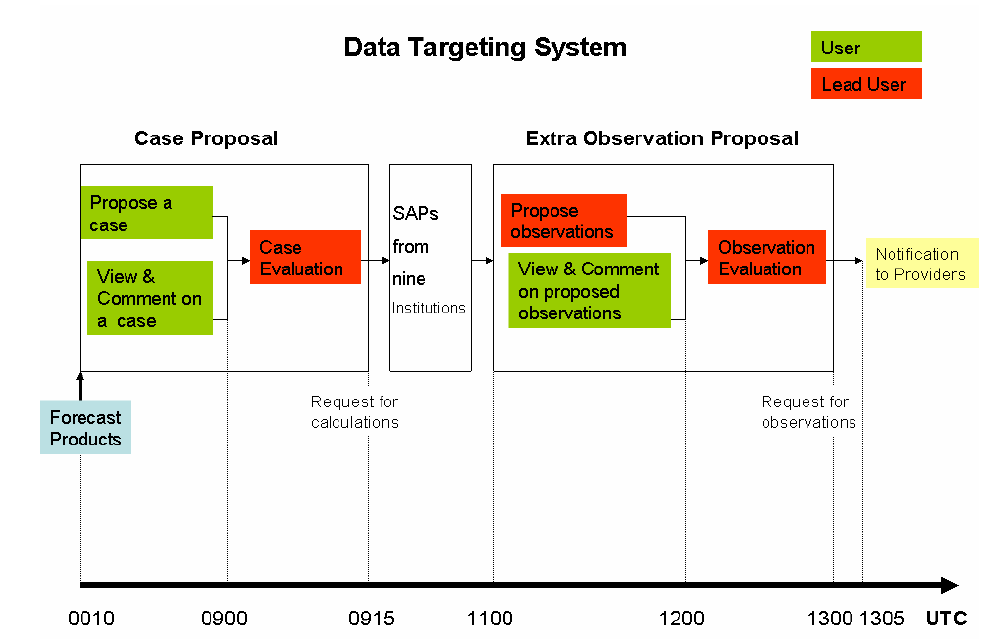 Data Targeting System
User
Lead User
Case Proposal
Extra Observation Proposal
Propose a
case
View &
Comment on
a case
Case
Evaluation
SAPs
from
nine
Institutions
Propose
observations
View & Comment
on proposed
observations
Observation
Evaluation
Notification
to Providers
Forecast
Products
Request for
calculations
Request for
observations
0010 0900 0915 1100 1200 1300 1305 UTC